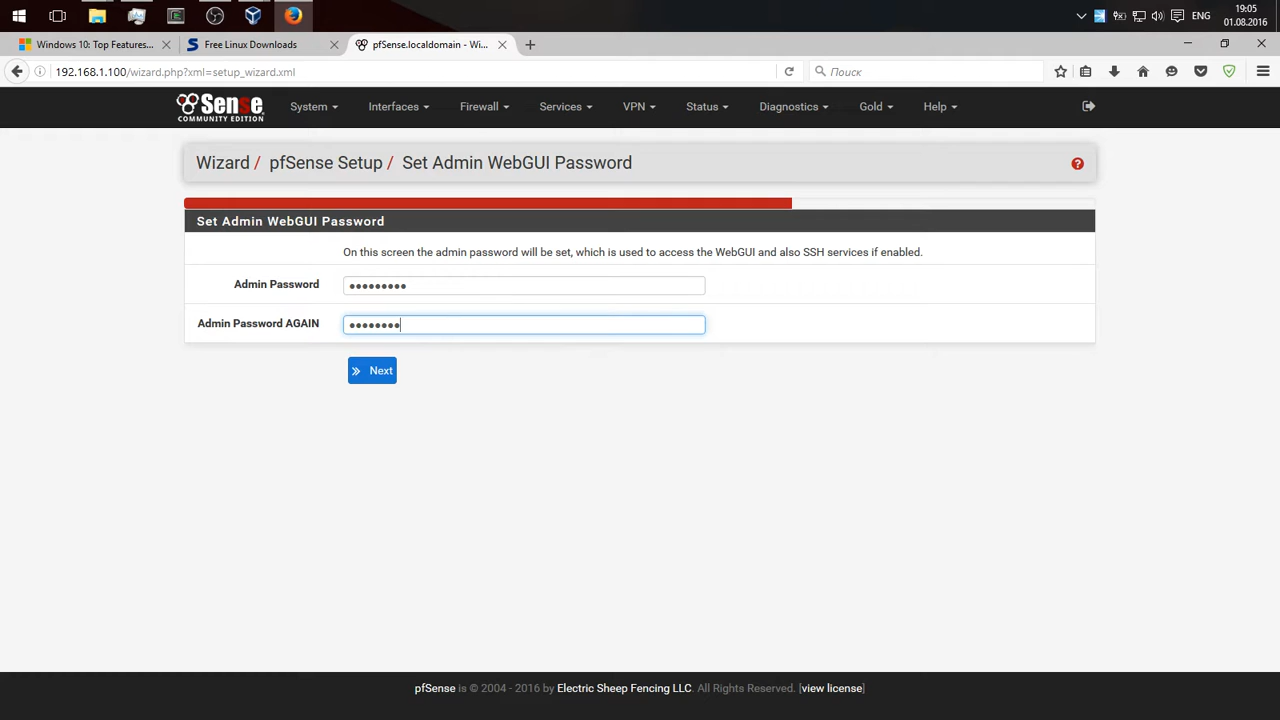 ENG
19:05
01.08.2016
Windows 10: Top Features...
Free Linux Downloads
pfSense.localdomain - Wi...
192.168.1.100/wizard.php?xml=setup_wizard.xml
Поиск
Sense
COMMUNITY EDITION
System
Interfaces
Firewall
Services
VPN
Status
Diagnostics
Gold
Help
Wizard / pfSense Setup / Set Admin WebGUI Password
Set Admin WebGUI Password
On this screen the admin password will be set, which is used to access the WebGUI and also SSH services if enabled.
Admin Password
•••••••••
Admin Password AGAIN
••••••••
Next
pfSense is © 2004 - 2016 by Electric Sheep Fencing LLC. All Rights Reserved. [view license]